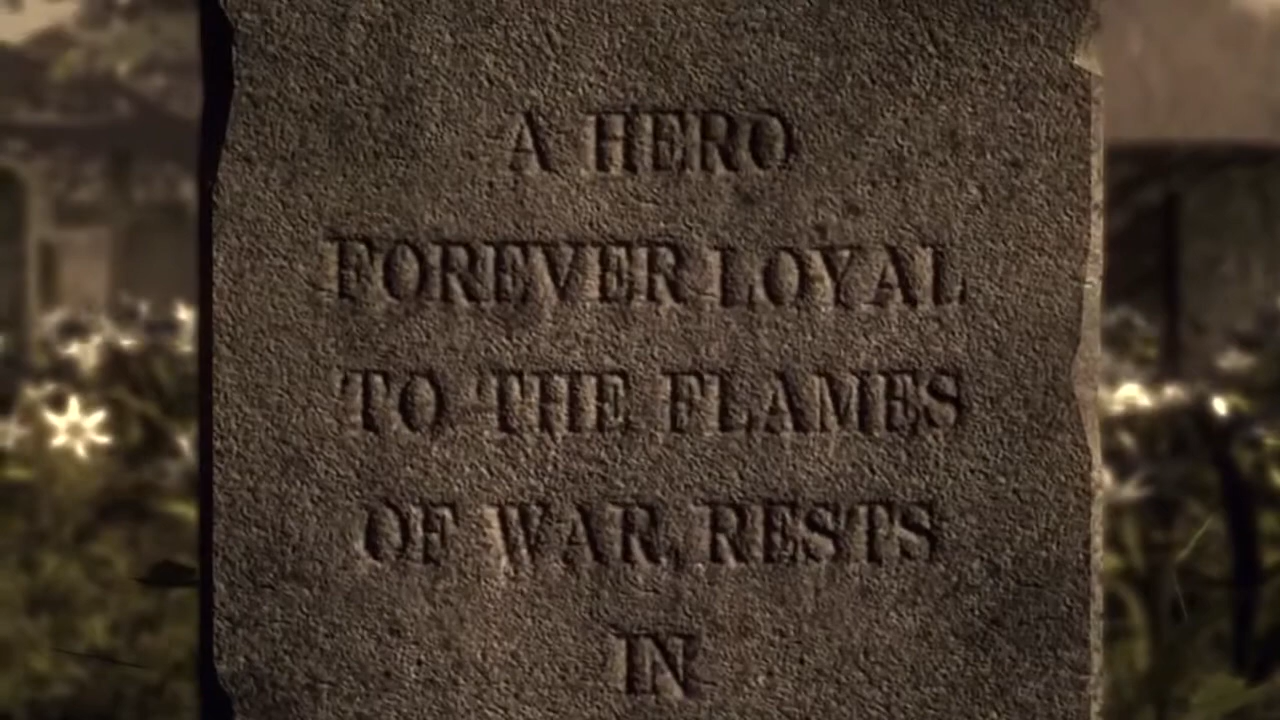 A HERO
FOREVER LOYAL
TO THE FLAMES
OF WAR, RESTS
IN